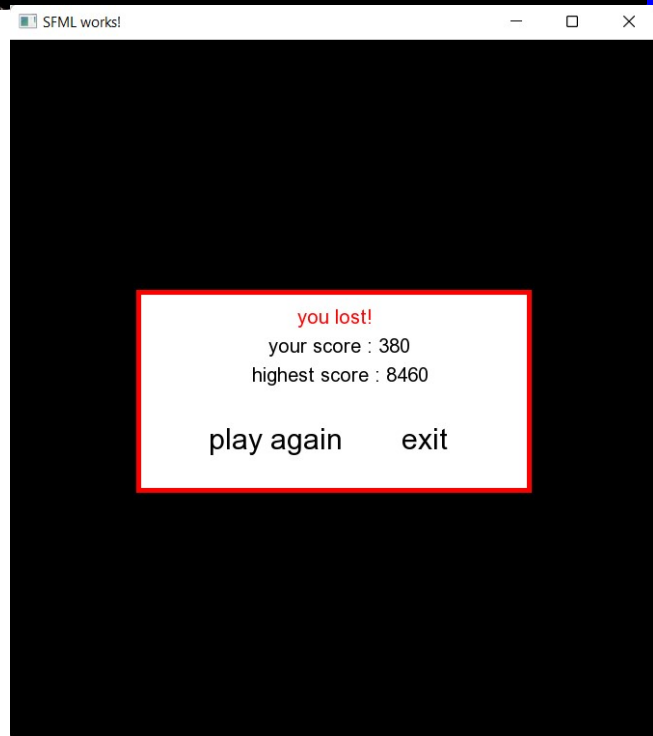 SFML works!
you lost!
your score : 380
highest score : 8460
play again exit